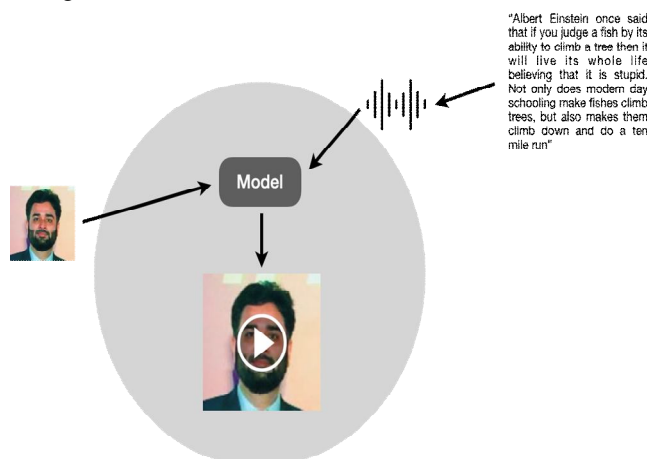 "Albert Einstein once said
that if you judge a fish by its
ability to climb a tree then it
will live its whole life
believing that it is stupid.
Not only does modern day
schooling make fishes climb
trees, but also makes them
climb down and do a ten
mile run"
Model